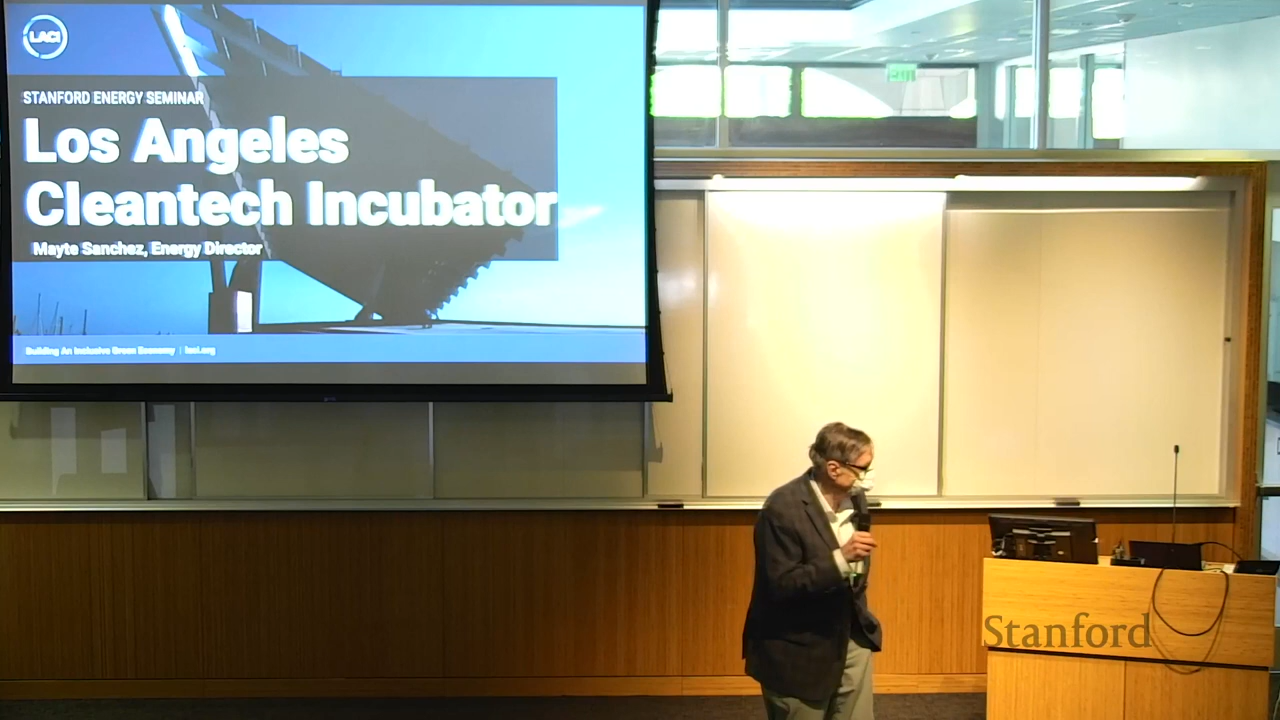 LACI
STANFORD ENERGY SEMINAR
Los Angeles
Cleantech Incubator
Mayte Sanchez, Energy Director
Building An Inclusive Green Economy | laci.org
Stanford